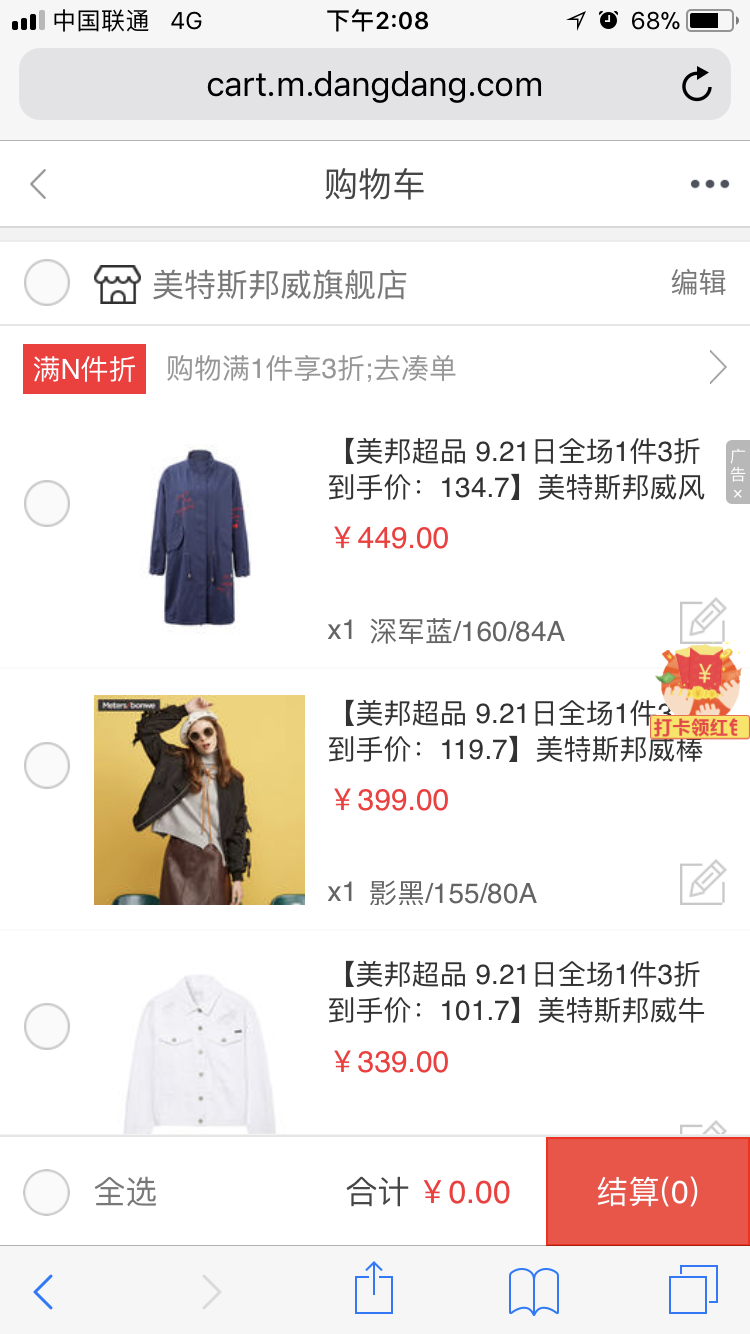 中国联通 4G 下午2:08 68%
cart.m.dangdang.com
购物车
美特斯邦威旗舰店 编辑
满N件折 购物满1件享3折;去凑单
【美邦超品 9.21日全场1件3折
到手价：134.7】美特斯邦威风
广告×
￥449.00
x1 深军蓝/160/84A
¥
打卡领红包
Meters/bonwe
【美邦超品 9.21日全场1件3
到手价：119.7】美特斯邦威棒
￥399.00
x1 影黑/155/80A
【美邦超品 9.21日全场1件3折
到手价：101.7】美特斯邦威牛
￥339.00
全选 合计 ￥0.00 结算(0)